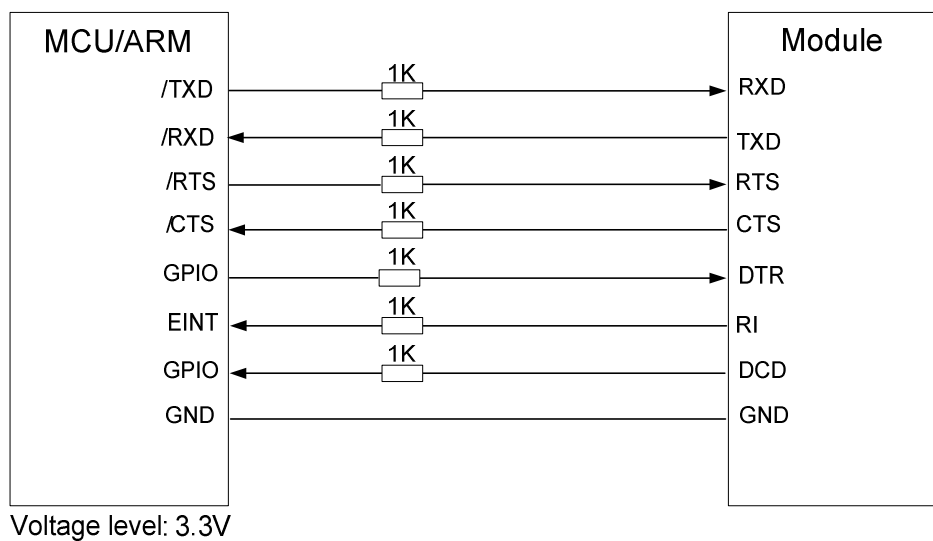 MCU/ARM Module
/TXD 1K RXD
/RXD 1K TXD
/RTS 1K RTS
/CTS 1K CTS
GPIO 1K DTR
EINT 1K RI
GPIO 1K DCD
GND GND
Voltage level: 3.3V